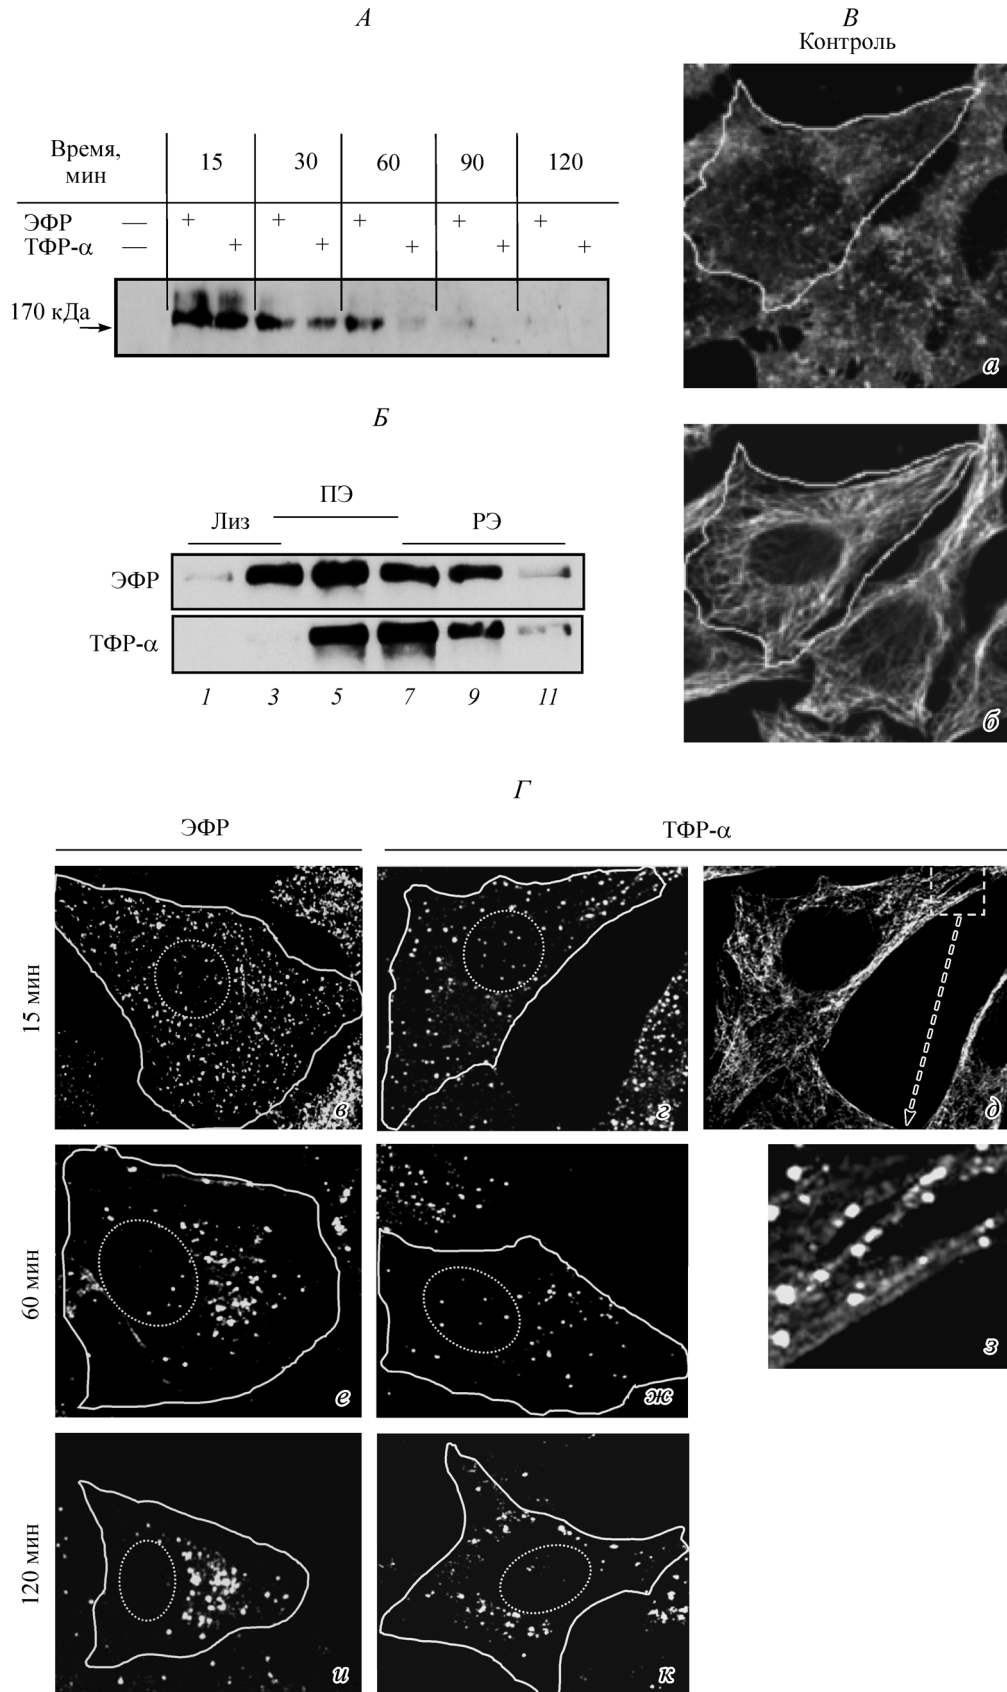 А
Время, мин 15 30 60 90 120
ЭФР — + + + + +
ТФР-α — + + + + +
170 кДа
Б
Лиз ПЭ РЭ
ЭФР
ТФР-α
1 3 5 7 9 11
В
Контроль
а
б
Г
ЭФР ТФР-α
15 мин
в г д
60 мин
е ж з
120 мин
и к